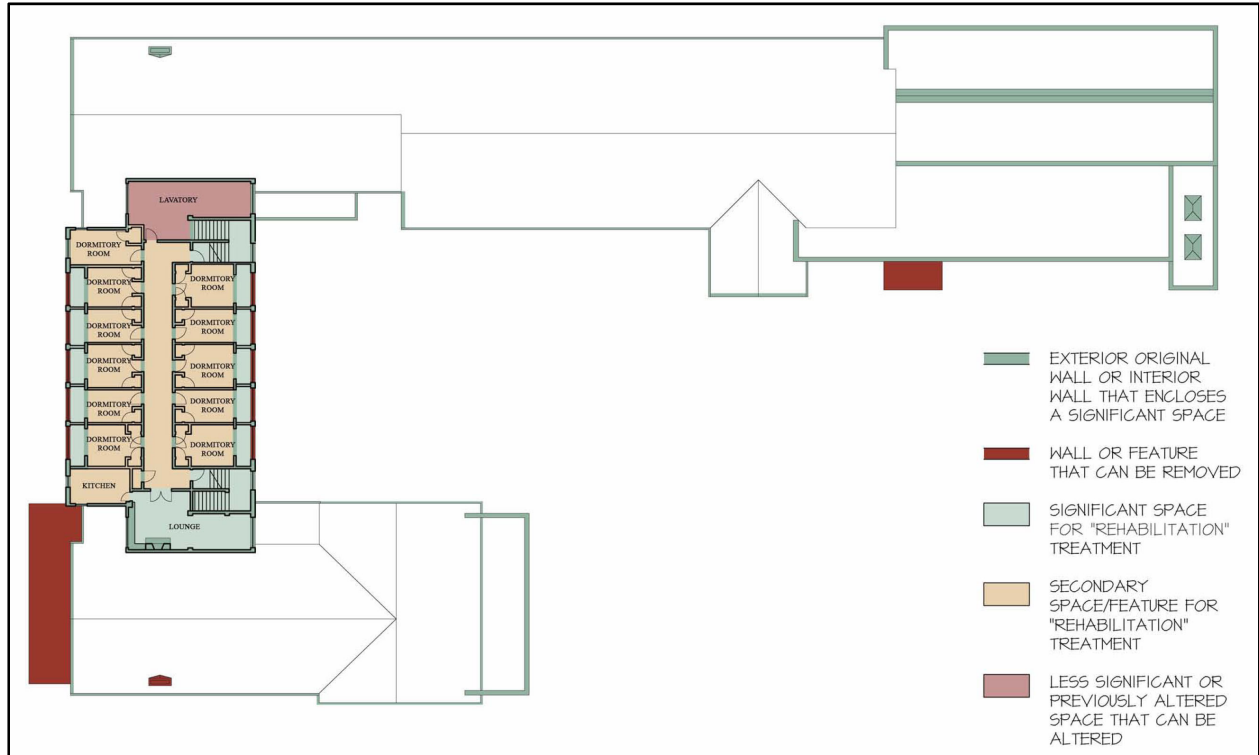 LAVATORY
DORMITORY
ROOM
DORMITORY
ROOM
DORMITORY
ROOM
DORMITORY
ROOM
DORMITORY
ROOM
DORMITORY
ROOM
DORMITORY
ROOM
DORMITORY
ROOM
DORMITORY
ROOM
DORMITORY
ROOM
DORMITORY
ROOM
KITCHEN
LOUNGE
EXTERIOR ORIGINAL
WALL OR INTERIOR
WALL THAT ENCLOSES
A SIGNIFICANT SPACE
WALL OR FEATURE
THAT CAN BE REMOVED
SIGNIFICANT SPACE
FOR "REHABILITATION"
TREATMENT
SECONDARY
SPACE/FEATURE FOR
"REHABILITATION"
TREATMENT
LESS SIGNIFICANT OR
PREVIOUSLY ALTERED
SPACE THAT CAN BE
ALTERED